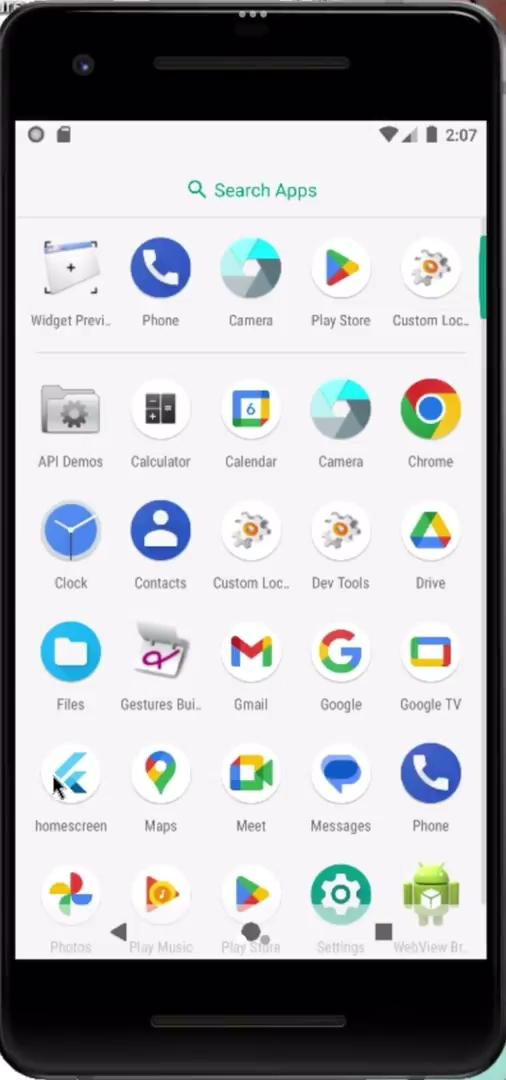 2:07
Search Apps
Widget Previ..
Phone
Camera
Play Store
Custom Loc..
API Demos
Calculator
6
Calendar
Camera
Chrome
Clock
Contacts
Custom Loc..
Dev Tools
Drive
Files
Gestures Bui..
Gmail
Google
Google TV
homescreen
Maps
Meet
Messages
Phone
Photos
Play Music
Play Store
Settings
WebView Br..